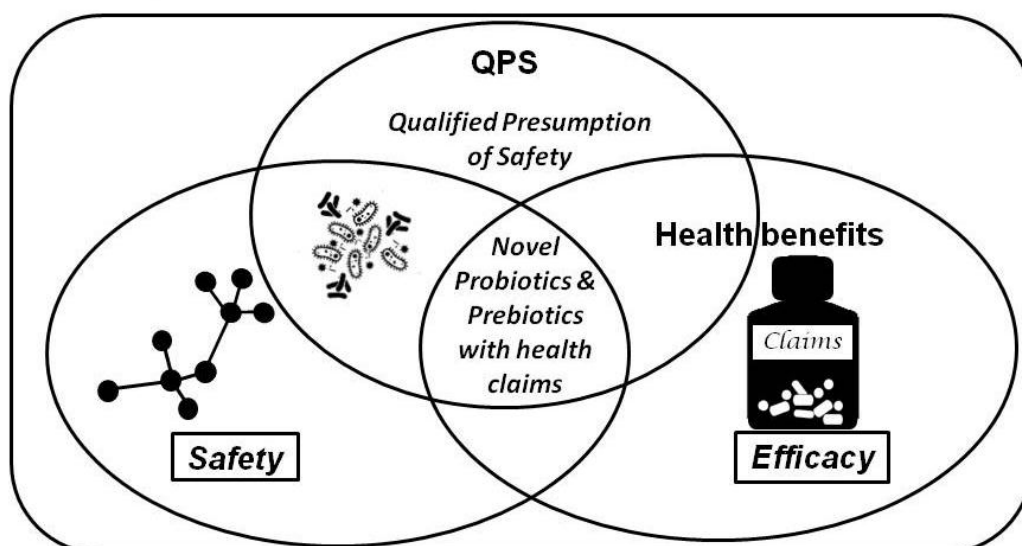 QPS
Qualified Presumption
of Safety
Novel
Probiotics &
Prebiotics
with health
claims
Health benefits
Claims
Safety
Efficacy